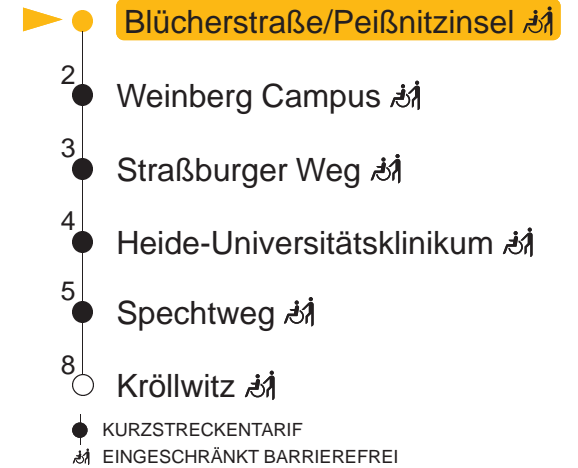 Blücherstraße/Peißnitzinsel
2 Weinberg Campus
3 Straßburger Weg
4 Heide-Universitätsklinikum
5 Spechtweg
8 Kröllwitz
KURZSTRECKENTARIF
EINGESCHRÄNKT BARRIEREFREI